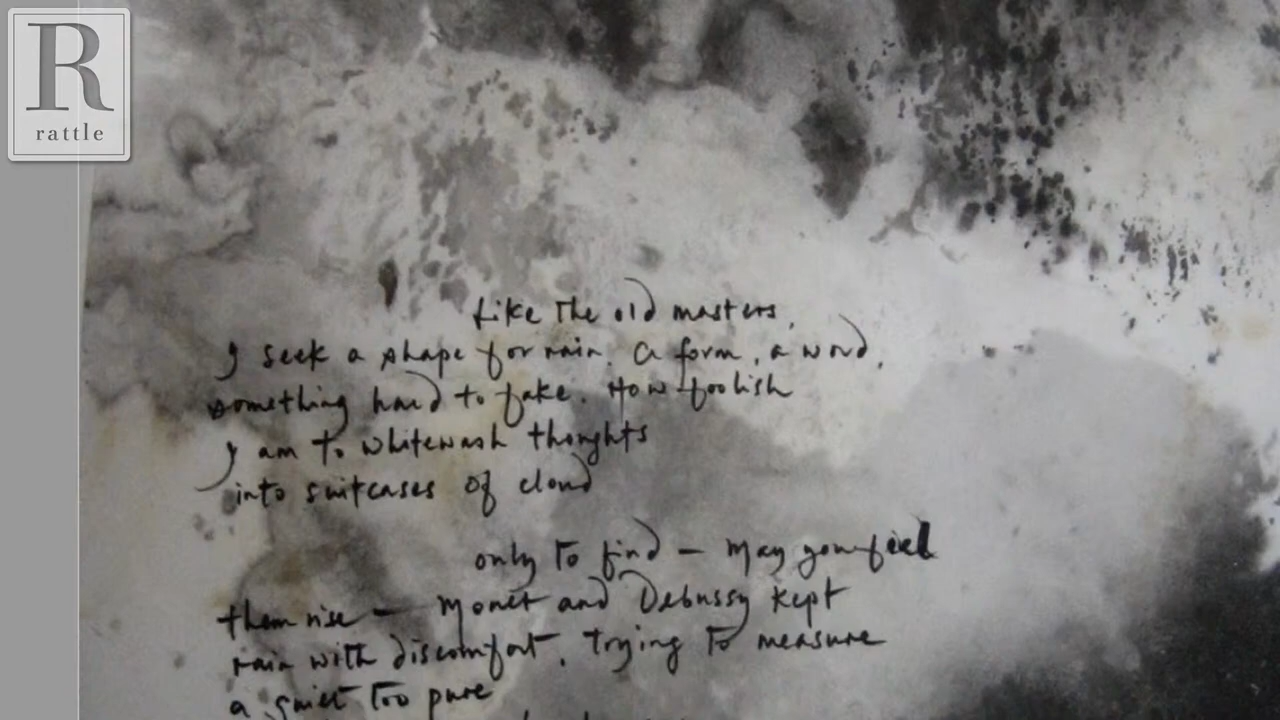 R
rattle
Like the old masters,
I seek a shape for rain. A form, a word,
something hard to fake. How foolish
I am to whitewash thoughts
into suitcases of cloud
only to find — may you feel
them rise — Monet and Debussy kept
rain with discomfort, trying to measure
a quiet too pure